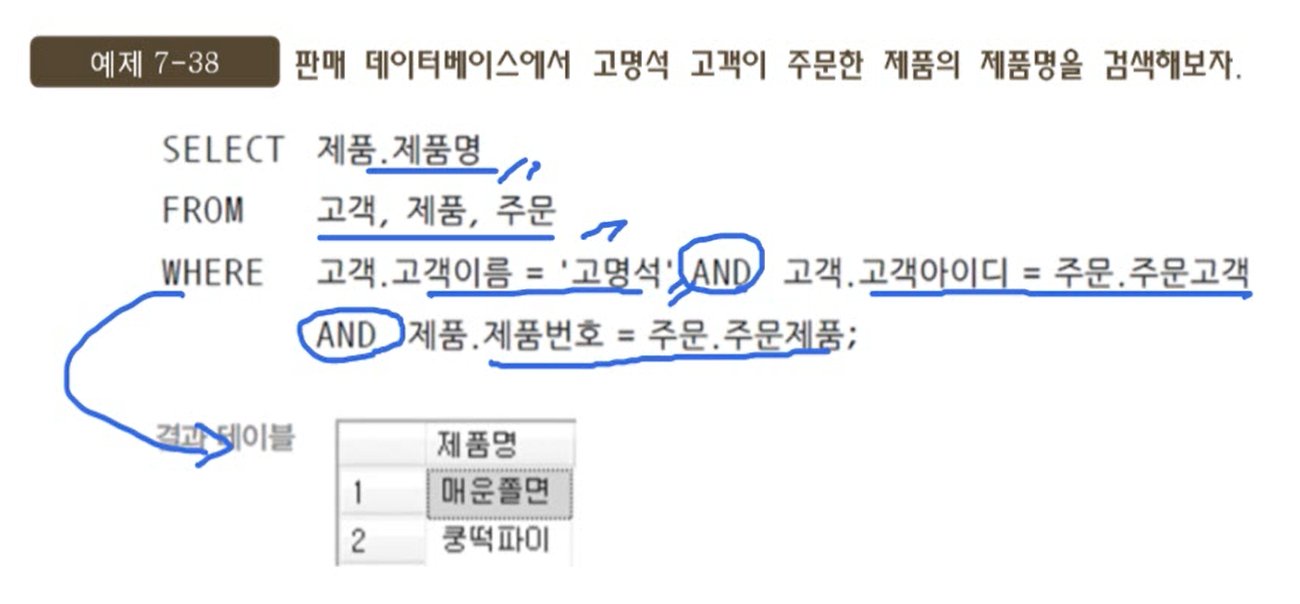 예제 7-38 판매 데이터베이스에서 고명석 고객이 주문한 제품의 제품명을 검색해보자.
SELECT 제품.제품명
FROM 고객, 제품, 주문
WHERE 고객.고객이름 = '고명석' AND 고객.고객아이디 = 주문.주문고객
AND 제품.제품번호 = 주문.주문제품;
결과 테이블
제품명
1 매운쫄면
2 쿵떡파이